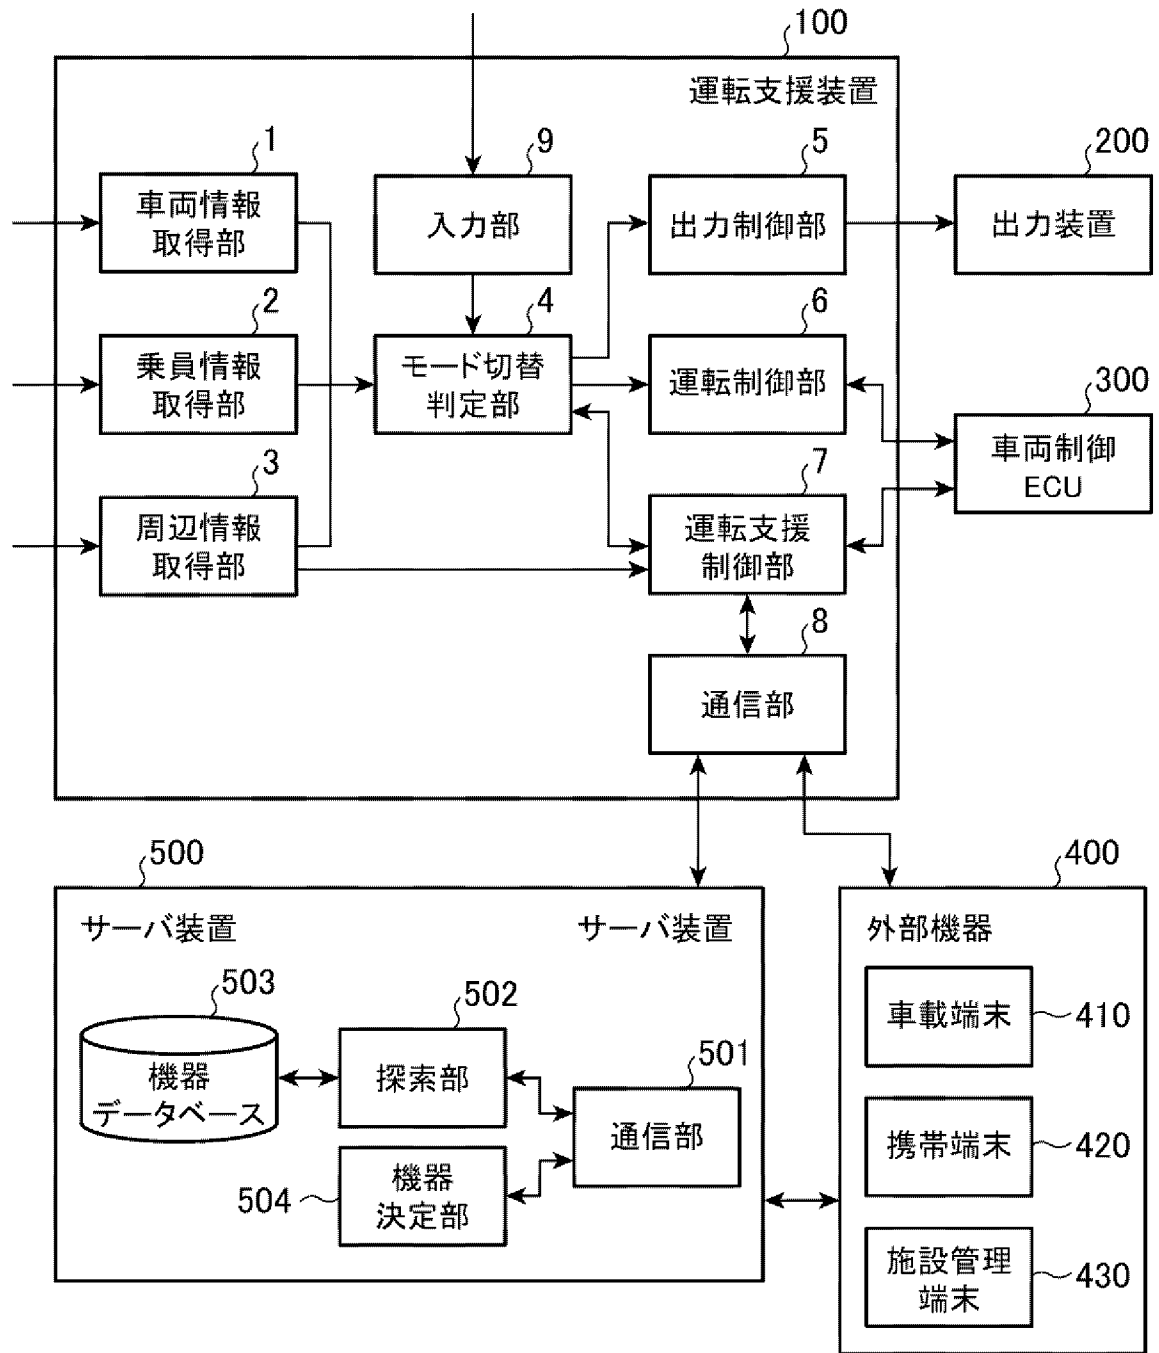 100
運転支援装置
1
車両情報
取得部
9
入力部
5
出力制御部
200
出力装置
2
乗員情報
取得部
4
モード切替
判定部
6
運転制御部
300
車両制御
ECU
3
周辺情報
取得部
7
運転支援
制御部
8
通信部
500
サーバ装置
サーバ装置
503
機器
データベース
502
探索部
501
通信部
504
機器
決定部
400
外部機器
車載端末
410
携帯端末
420
施設管理
端末
430